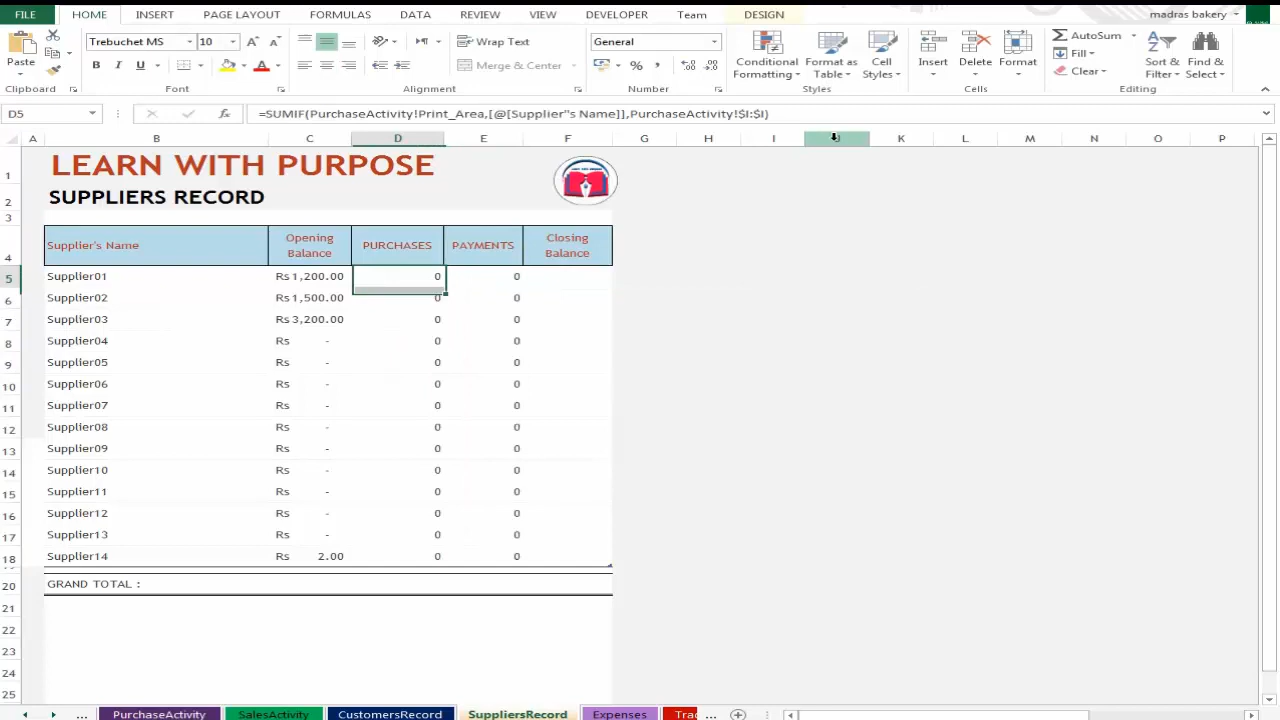 FILE HOME INSERT PAGE LAYOUT FORMULAS DATA REVIEW VIEW DEVELOPER Team DESIGN madras bakery
Paste Trebuchet MS 10 Wrap Text General Conditional Formatting Format as Table Cell Styles Insert Delete Format AutoSum Fill Clear Sort & Filter Find & Select
B I U Merge & Center % ,
Clipboard Font Alignment Number Styles Cells Editing
D5 fx =SUMIF(PurchaseActivity!Print_Area,[@[Supplier''s Name]],PurchaseActivity!$I:$I)
A B C D E F G H I J K L M N O P
1 LEARN WITH PURPOSE
2 SUPPLIERS RECORD
3
4 Supplier's Name Opening Balance PURCHASES PAYMENTS Closing Balance
5 Supplier01 Rs 1,200.00 0 0
6 Supplier02 Rs 1,500.00 0 0
7 Supplier03 Rs 3,200.00 0 0
8 Supplier04 Rs - 0 0
9 Supplier05 Rs - 0 0
10 Supplier06 Rs - 0 0
11 Supplier07 Rs - 0 0
12 Supplier08 Rs - 0 0
13 Supplier09 Rs - 0 0
14 Supplier10 Rs - 0 0
15 Supplier11 Rs - 0 0
16 Supplier12 Rs - 0 0
17 Supplier13 Rs - 0 0
18 Supplier14 Rs 2.00 0 0
20 GRAND TOTAL :
21
22
23
24
25
... PurchaseActivity SalesActivity CustomersRecord SuppliersRecord Expenses Trac ...